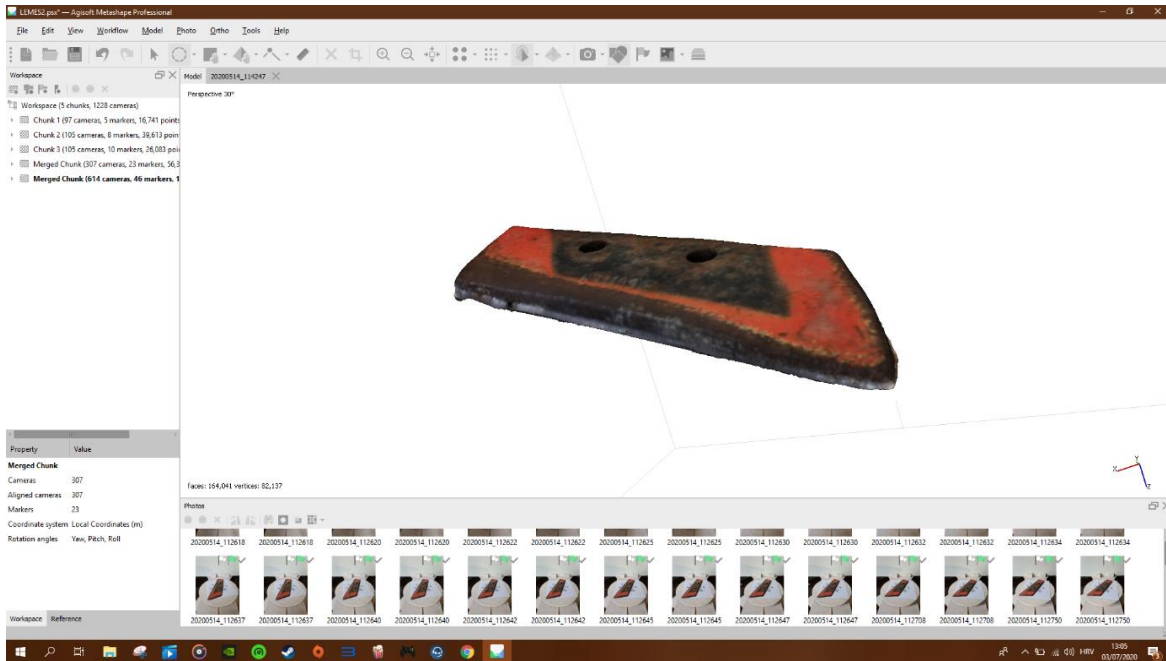 LEMES2.psx* — Agisoft Metashape Professional
File Edit View Workflow Model Photo Ortho Tools Help
Workspace
Model 20200514_114247
Perspective 30°
Workspace (5 chunks, 1228 cameras)
Chunk 1 (97 cameras, 5 markers, 16,741 points
Chunk 2 (105 cameras, 8 markers, 39,613 poin
Chunk 3 (105 cameras, 10 markers, 26,083 poi
Merged Chunk (307 cameras, 23 markers, 56,3
Merged Chunk (614 cameras, 46 markers, 1
Property Value
Merged Chunk
Cameras 307
Aligned cameras 307
Markers 23
Coordinate system Local Coordinates (m)
Rotation angles Yaw, Pitch, Roll
Workspace Reference
faces: 164,041 vertices: 82,137
X Y Z
Photos
20200514_112618 20200514_112618 20200514_112620 20200514_112620 20200514_112622 20200514_112622 20200514_112625 20200514_112625 20200514_112630 20200514_112630 20200514_112632 20200514_112632 20200514_112634 20200514_112634
20200514_112637 20200514_112637 20200514_112640 20200514_112640 20200514_112642 20200514_112642 20200514_112645 20200514_112645 20200514_112647 20200514_112647 20200514_112708 20200514_112708 20200514_112750 20200514_112750
HRV 13:05
03/07/2020